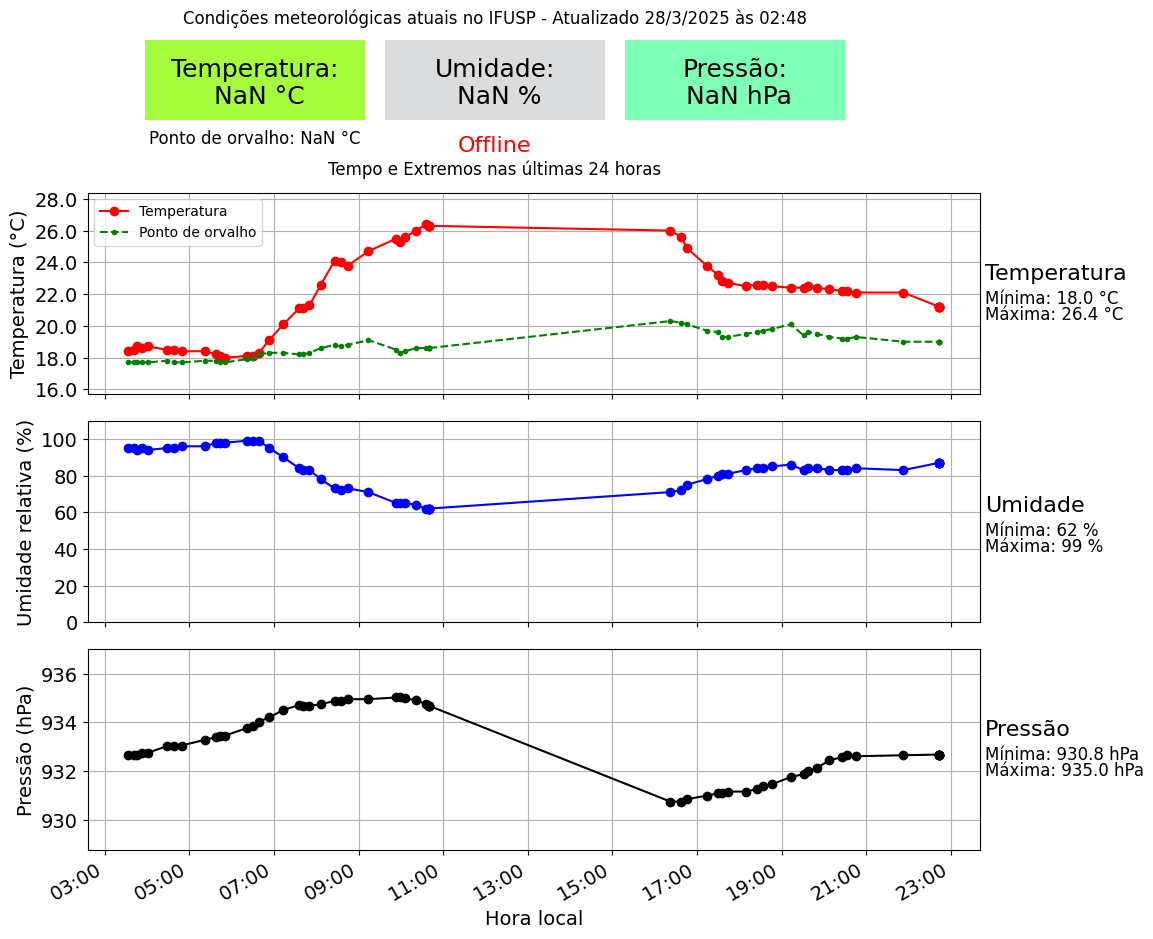 Condições meteorológicas atuais no IFUSP - Atualizado 28/3/2025 às 02:48
Temperatura:
NaN °C
Umidade:
NaN %
Pressão:
NaN hPa
Ponto de orvalho: NaN °C
Offline
Tempo e Extremos nas últimas 24 horas
Temperatura (°C)
28.0
26.0
24.0
22.0
20.0
18.0
16.0
Temperatura
Ponto de orvalho
Temperatura
Mínima: 18.0 °C
Máxima: 26.4 °C
Umidade relativa (%)
100
80
60
40
20
0
Umidade
Mínima: 62 %
Máxima: 99 %
Pressão (hPa)
936
934
932
930
Pressão
Mínima: 930.8 hPa
Máxima: 935.0 hPa
03:00
05:00
07:00
09:00
11:00
13:00
15:00
17:00
19:00
21:00
23:00
Hora local